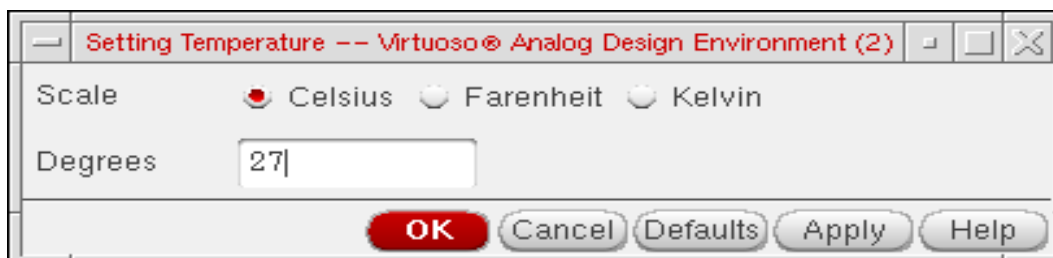 Setting Temperature -- Virtuoso® Analog Design Environment (2)
Scale Celsius Farenheit Kelvin
Degrees 27
OK Cancel Defaults Apply Help